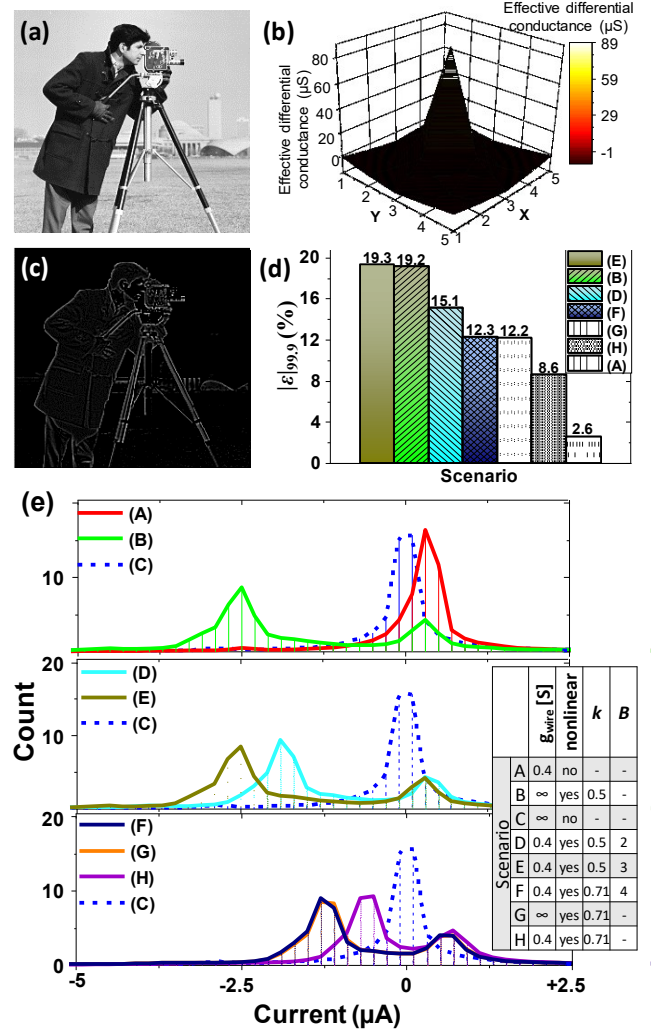 (a)
(b)
Effective differential
conductance (µS)
89
59
29
-1
Effective differential
conductance (µS)
80
60
40
20
0
1
2
3
4
5
Y
1
2
3
4
5
X
(c)
(d)
|ε|99,9 (%)
20
16
12
8
4
0
19.3
19.2
15.1
12.3
12.2
8.6
2.6
(E)
(B)
(D)
(F)
(G)
(H)
(A)
Scenario
(e)
(A)
(B)
(C)
10
20
(D)
(E)
(C)
10
20
(F)
(G)
(H)
(C)
10
0
Count
-5
-2.5
0
+2.5
Current (µA)
gwire [S] nonlinear k B
Scenario
A 0.4 no - -
B ∞ yes 0.5 -
C ∞ no - -
D 0.4 yes 0.5 2
E 0.4 yes 0.5 3
F 0.4 yes 0.71 4
G ∞ yes 0.71 -
H 0.4 yes 0.71 -